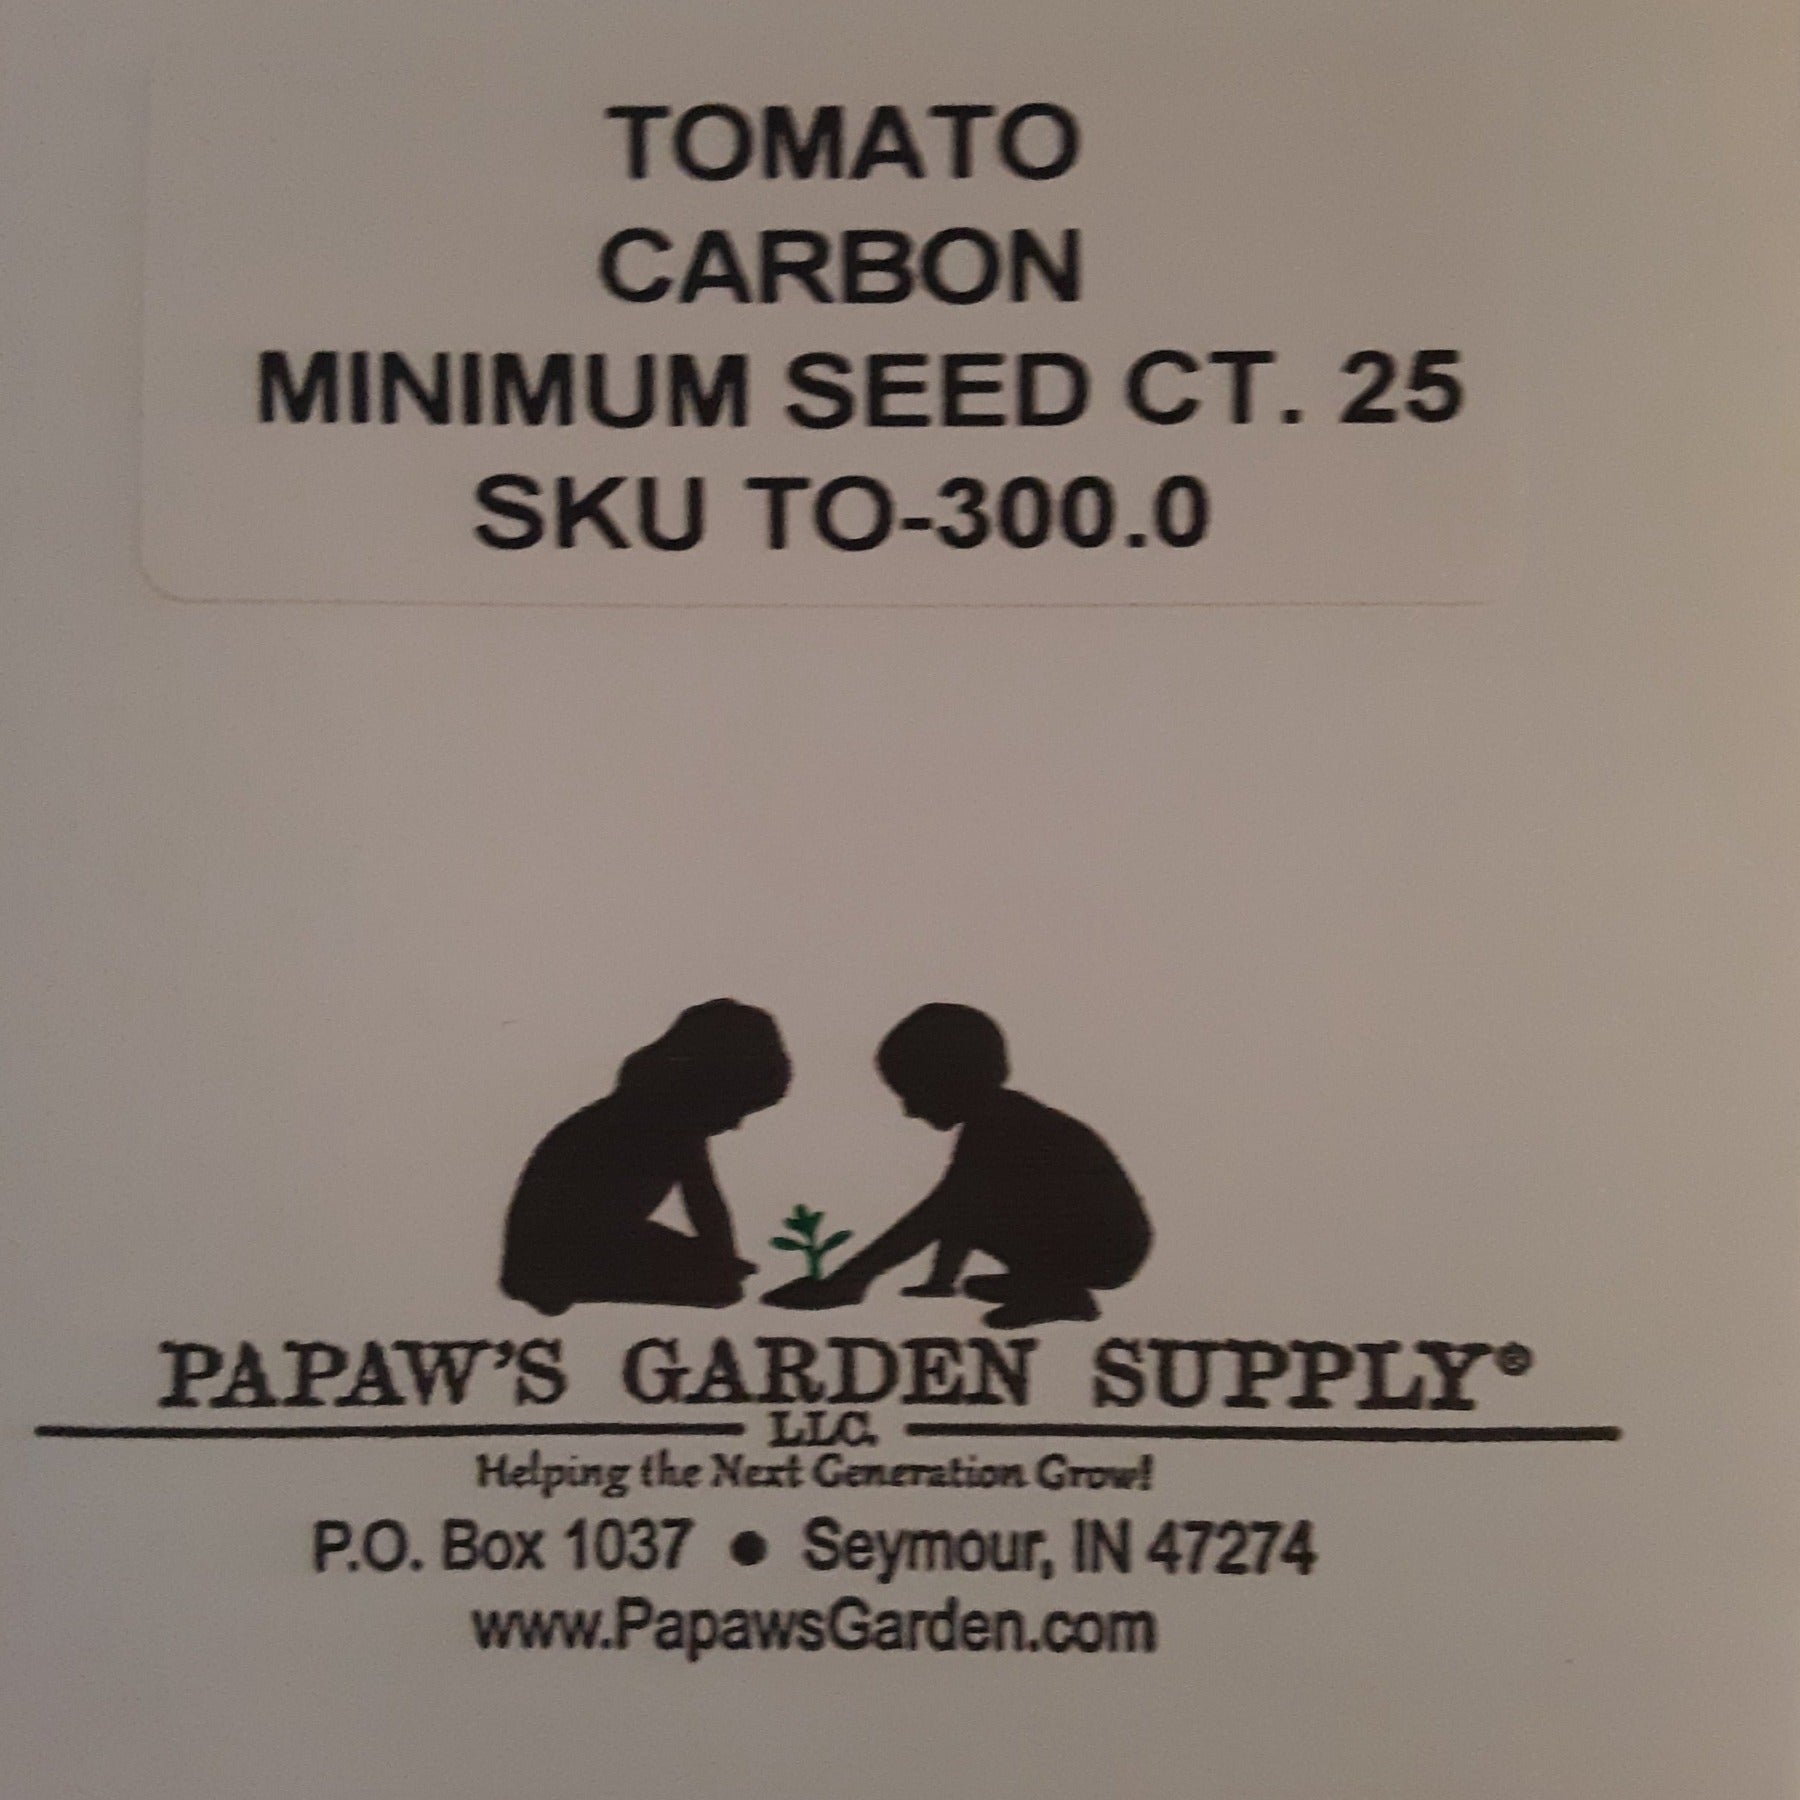 TOMATO
CARBON
MINIMUM SEED CT. 25
SKU TO-300.0
PAPAW'S GARDEN SUPPLY®
LLC.
Helping the Next Generation Grow!
P.O. Box 1037 • Seymour, IN 47274
www.PapawsGarden.com